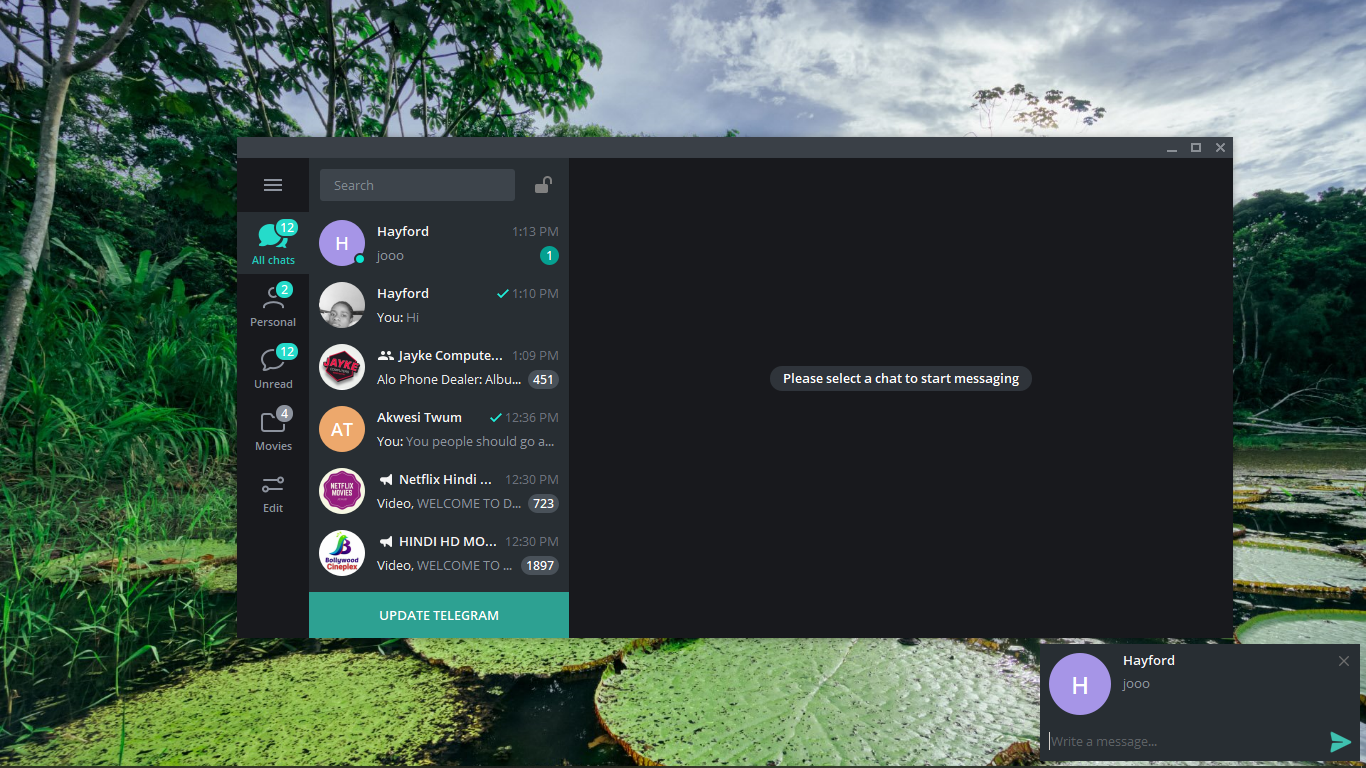 Search
12
All chats
2
Personal
12
Unread
4
Movies
Edit
Hayford 1:13 PM
H
jooo 1
Hayford 1:10 PM
You: Hi
Jayke Compute... 1:09 PM
JAYKE
Alo Phone Dealer: Albu... 451
Akwesi Twum 12:36 PM
AT
You: You people should go a...
Netflix Hindi ... 12:30 PM
NETFLIX
MOVIES
Video, WELCOME TO D... 723
HINDI HD MO... 12:30 PM
Bollywood
Cineplex
Video, WELCOME TO ... 1897
UPDATE TELEGRAM
Please select a chat to start messaging
H
Hayford
jooo
Write a message...